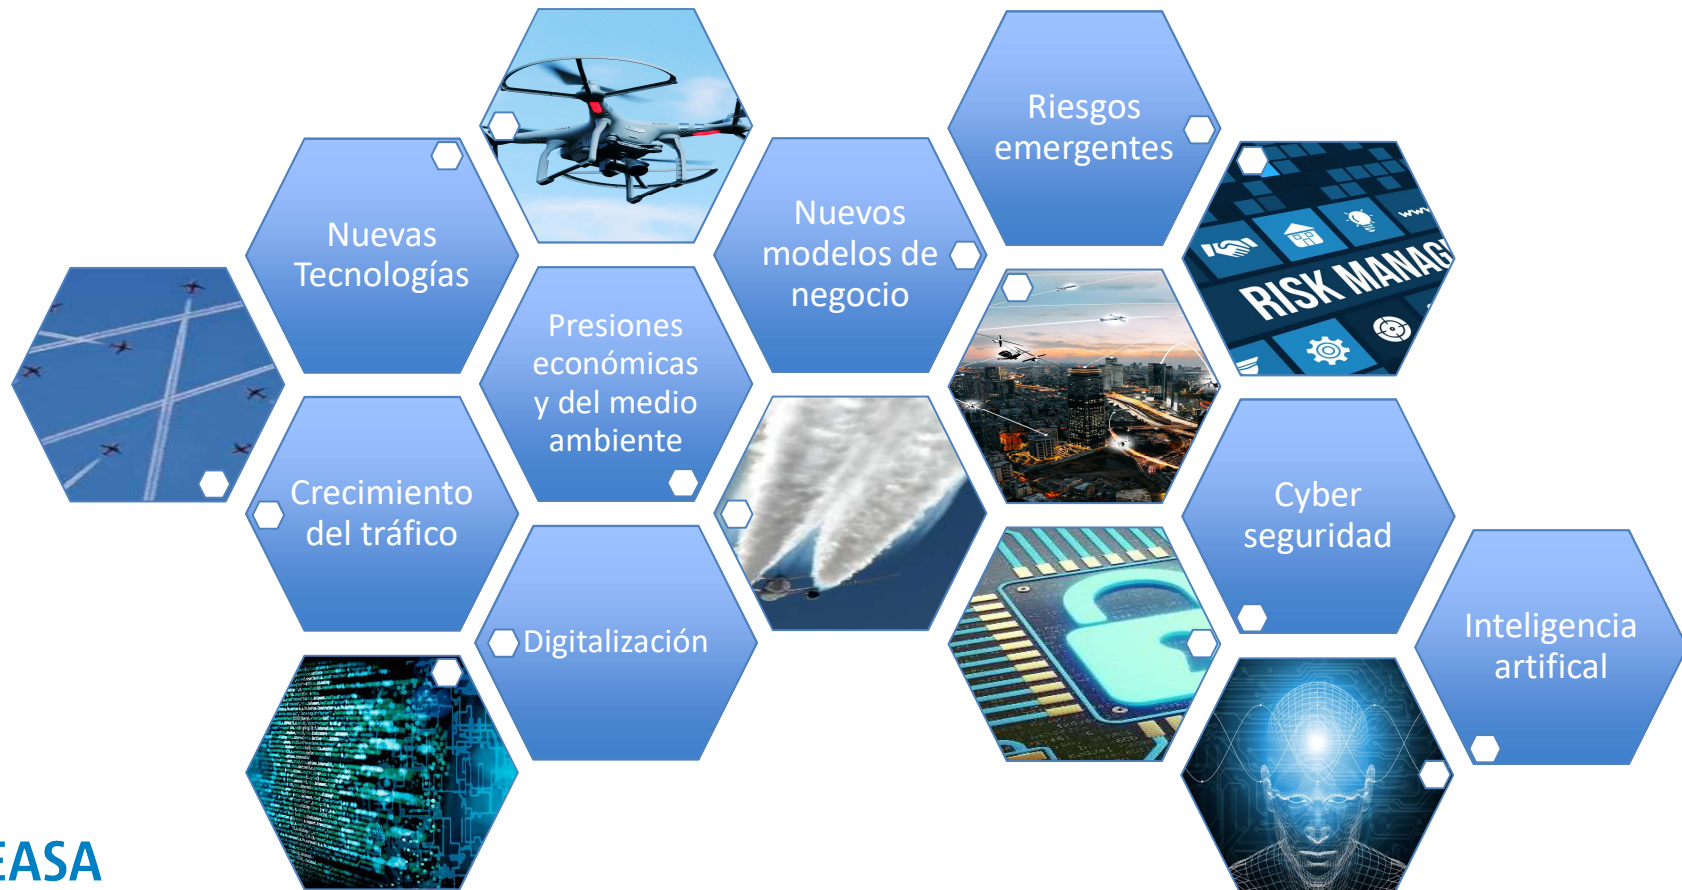 Riesgos
emergentes
Nuevas
Tecnologías
Nuevos
modelos de
negocio
RISK MANAG
Presiones
económicas
y del medio
ambiente
Crecimiento
del tráfico
Cyber
seguridad
Digitalización
Inteligencia
artifical
EASA